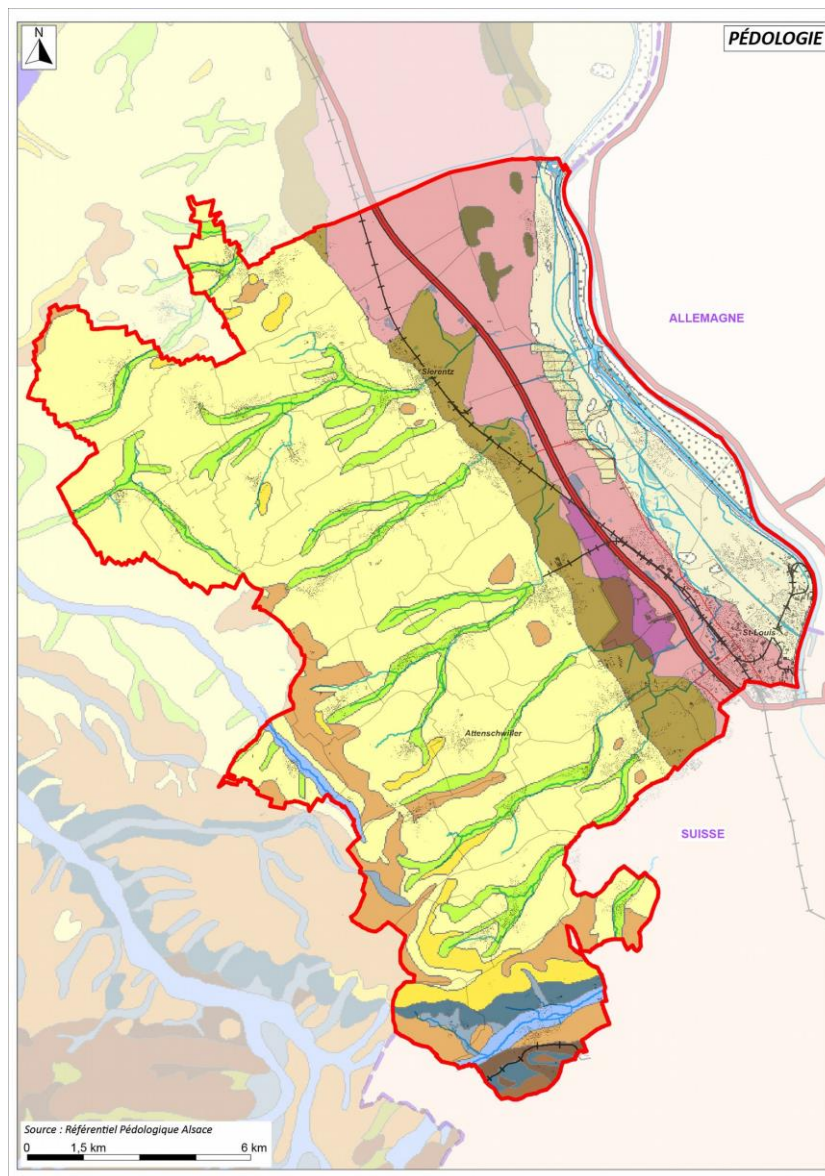 N
PÉDOLOGIE
ALLEMAGNE
Sierentz
St-Louis
Attenschwiller
SUISSE
Source : Référentiel Pédologique Alsace
0 1,5 km 6 km